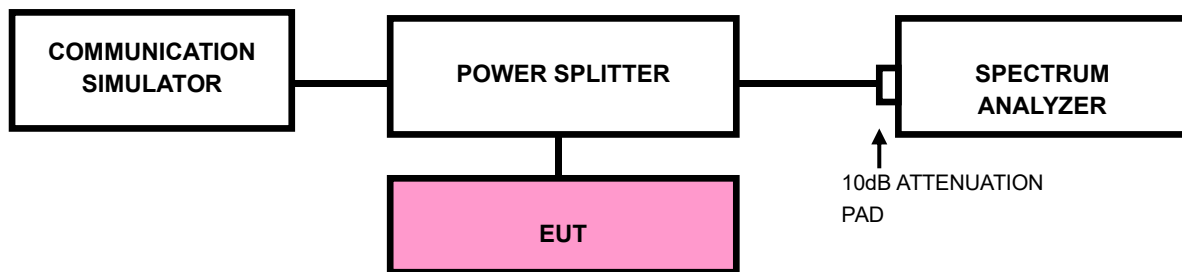 COMMUNICATION
SIMULATOR
POWER SPLITTER
SPECTRUM
ANALYZER
10dB ATTENUATION
PAD
EUT